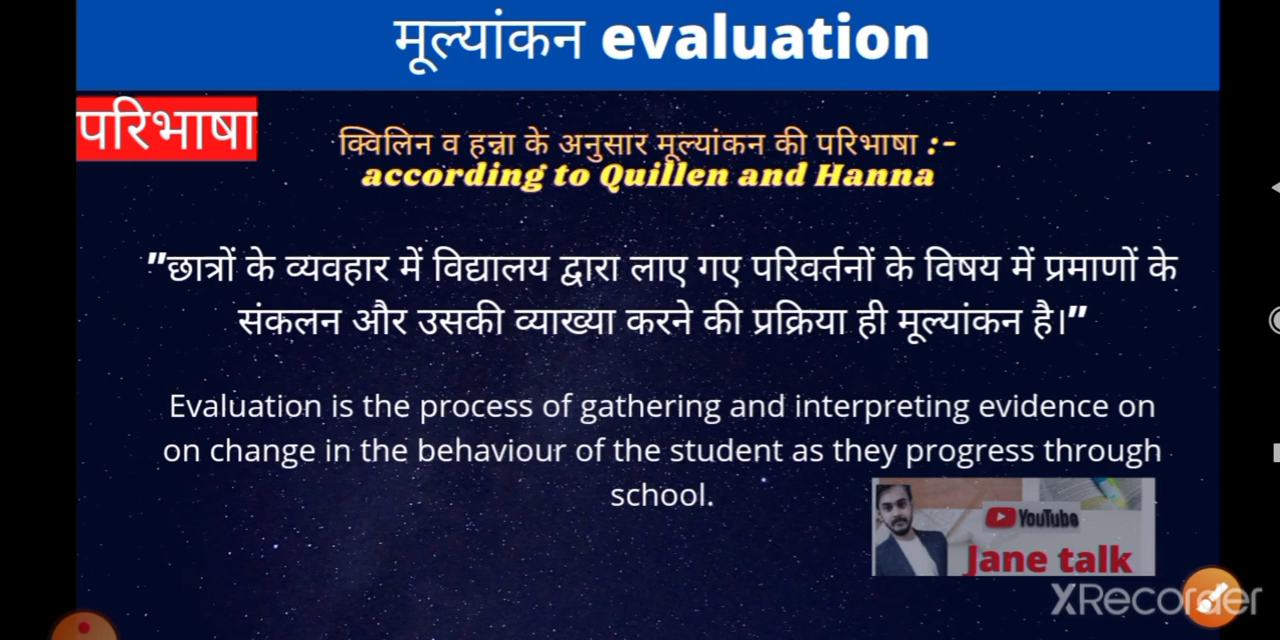 मूल्यांकन evaluation
परिभाषा
क्विलिन व हन्ना के अनुसार मूल्यांकन की परिभाषा :-
according to Quillen and Hanna
"छात्रों के व्यवहार में विद्यालय द्वारा लाए गए परिवर्तनों के विषय में प्रमाणों के
संकलन और उसकी व्याख्या करने की प्रक्रिया ही मूल्यांकन है।"
Evaluation is the process of gathering and interpreting evidence on
on change in the behaviour of the student as they progress through
school.
YouTube
Jane talk
XRecorder